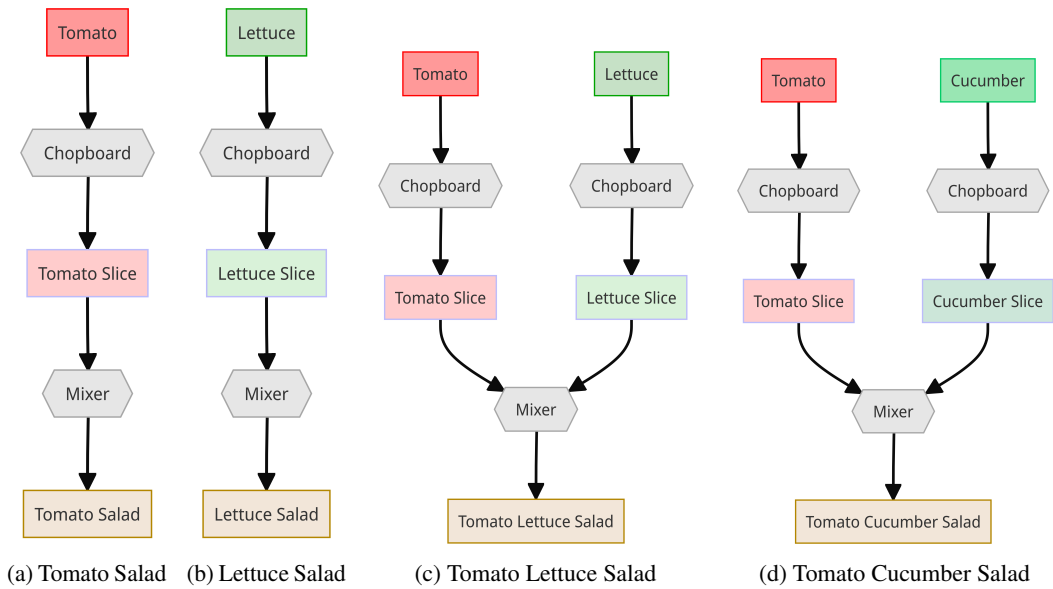 Tomato
Chopboard
Tomato Slice
Mixer
Tomato Salad
(a) Tomato Salad
Lettuce
Chopboard
Lettuce Slice
Mixer
Lettuce Salad
(b) Lettuce Salad
Tomato
Lettuce
Chopboard
Chopboard
Tomato Slice
Lettuce Slice
Mixer
Tomato Lettuce Salad
(c) Tomato Lettuce Salad
Tomato
Cucumber
Chopboard
Chopboard
Tomato Slice
Cucumber Slice
Mixer
Tomato Cucumber Salad
(d) Tomato Cucumber Salad